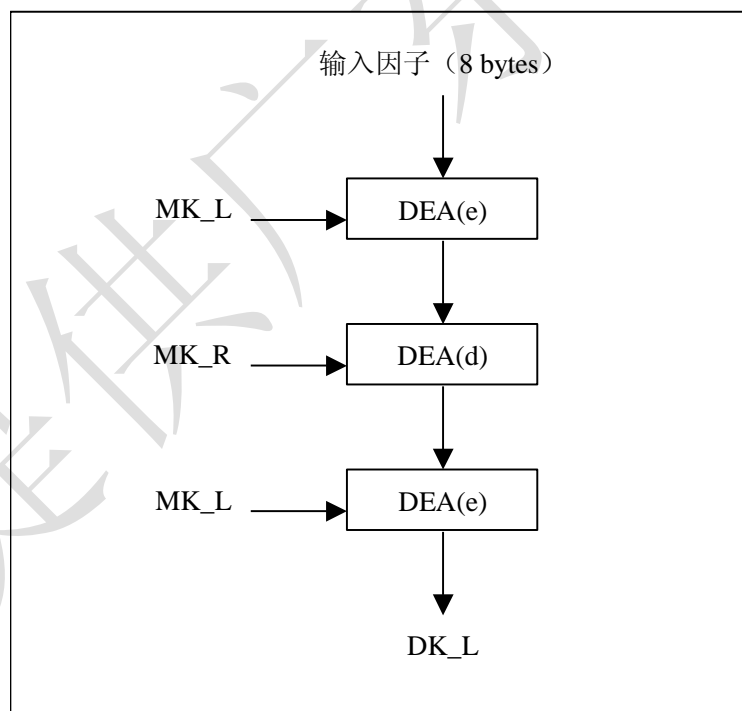 输入因子（8 bytes）
MK_L
DEA(e)
MK_R
DEA(d)
MK_L
DEA(e)
DK_L